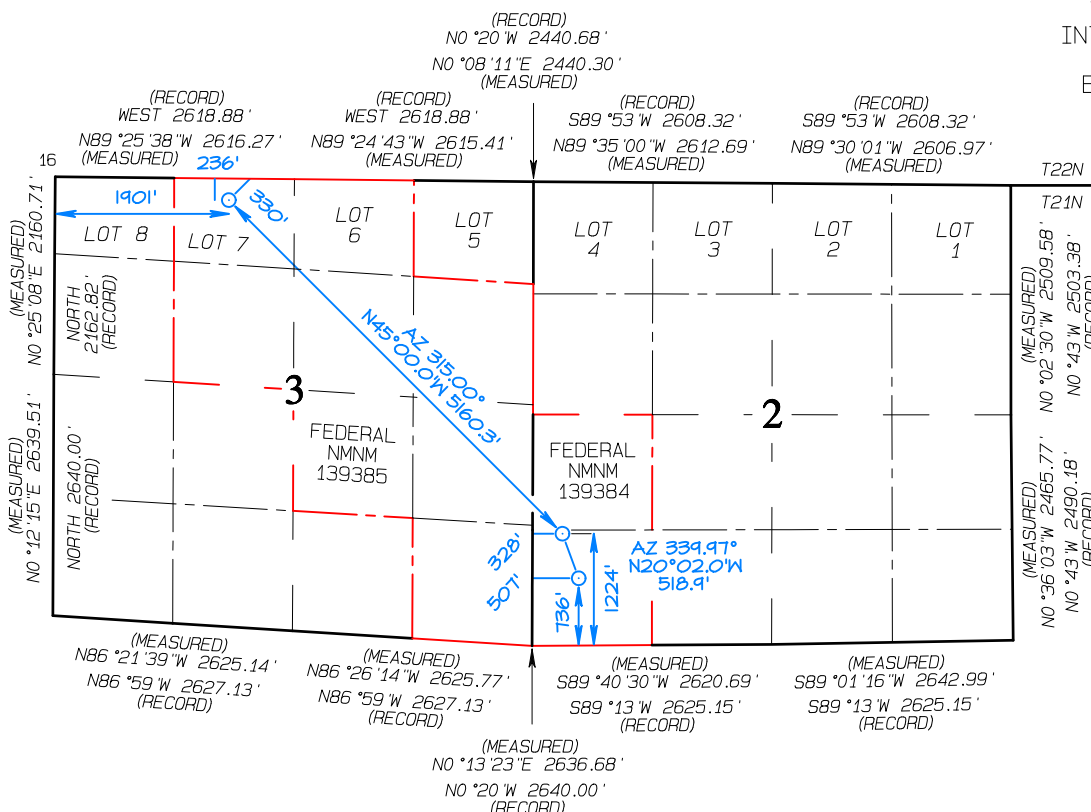 (RECORD)
N0 °20 'W 2440.68'
N0 °08 '11"E 2440.30'
(MEASURED)
(RECORD)
WEST 2618.88'
N89 °25 '38"W 2616.27'
(MEASURED)
(RECORD)
WEST 2618.88'
N89 °24 '43"W 2615.41'
(MEASURED)
(RECORD)
S89 °53 'W 2608.32'
N89 °35 '00"W 2612.69'
(MEASURED)
(RECORD)
S89 °53 'W 2608.32'
N89 °30 '01"W 2606.97'
(MEASURED)
16
236'
1901'
330'
T22N
T21N
LOT 8
LOT 7
LOT
6
LOT
5
LOT
4
LOT
3
LOT
2
LOT
1
(MEASURED)
N0 °25 '08"E 2160.71'
NORTH
2162.82'
(RECORD)
(MEASURED)
N0 °02 '30"W 2509.58'
N0 °43 'W 2503.38'
(RECORD)
AZ 315.00°
N45°00.0'W 5160.3'
3
2
FEDERAL
NMNM
139385
FEDERAL
NMNM
139384
(MEASURED)
N0 °12 '15"E 2639.51'
NORTH 2640.00'
(RECORD)
(MEASURED)
N0 °36 '03"W 2465.77'
N0 °43 'W 2490.18'
(RECORD)
328'
507'
736'
1224'
AZ 339.97°
N20°02.0'W
518.9'
(MEASURED)
N86 °21 '39"W 2625.14'
N86 °59 'W 2627.13'
(RECORD)
(MEASURED)
N86 °26 '14"W 2625.77'
N86 °59 'W 2627.13'
(RECORD)
(MEASURED)
S89 °40 '30"W 2620.69'
S89 °13 'W 2625.15'
(RECORD)
(MEASURED)
S89 °01 '16"W 2642.99'
S89 °13 'W 2625.15'
(RECORD)
(MEASURED)
N0 °13 '23"E 2636.68'
N0 °20 'W 2640.00'
(RECORD)